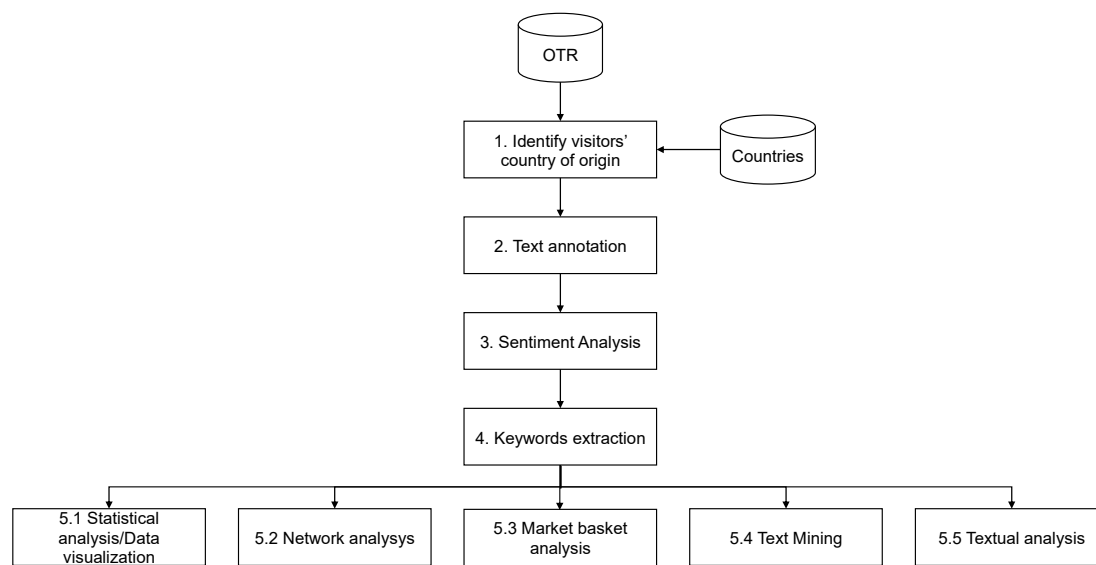 OTR
1. Identify visitors’
country of origin
Countries
2. Text annotation
3. Sentiment Analysis
4. Keywords extraction
5.1 Statistical
analysis/Data
visualization
5.2 Network analysys
5.3 Market basket
analysis
5.4 Text Mining
5.5 Textual analysis